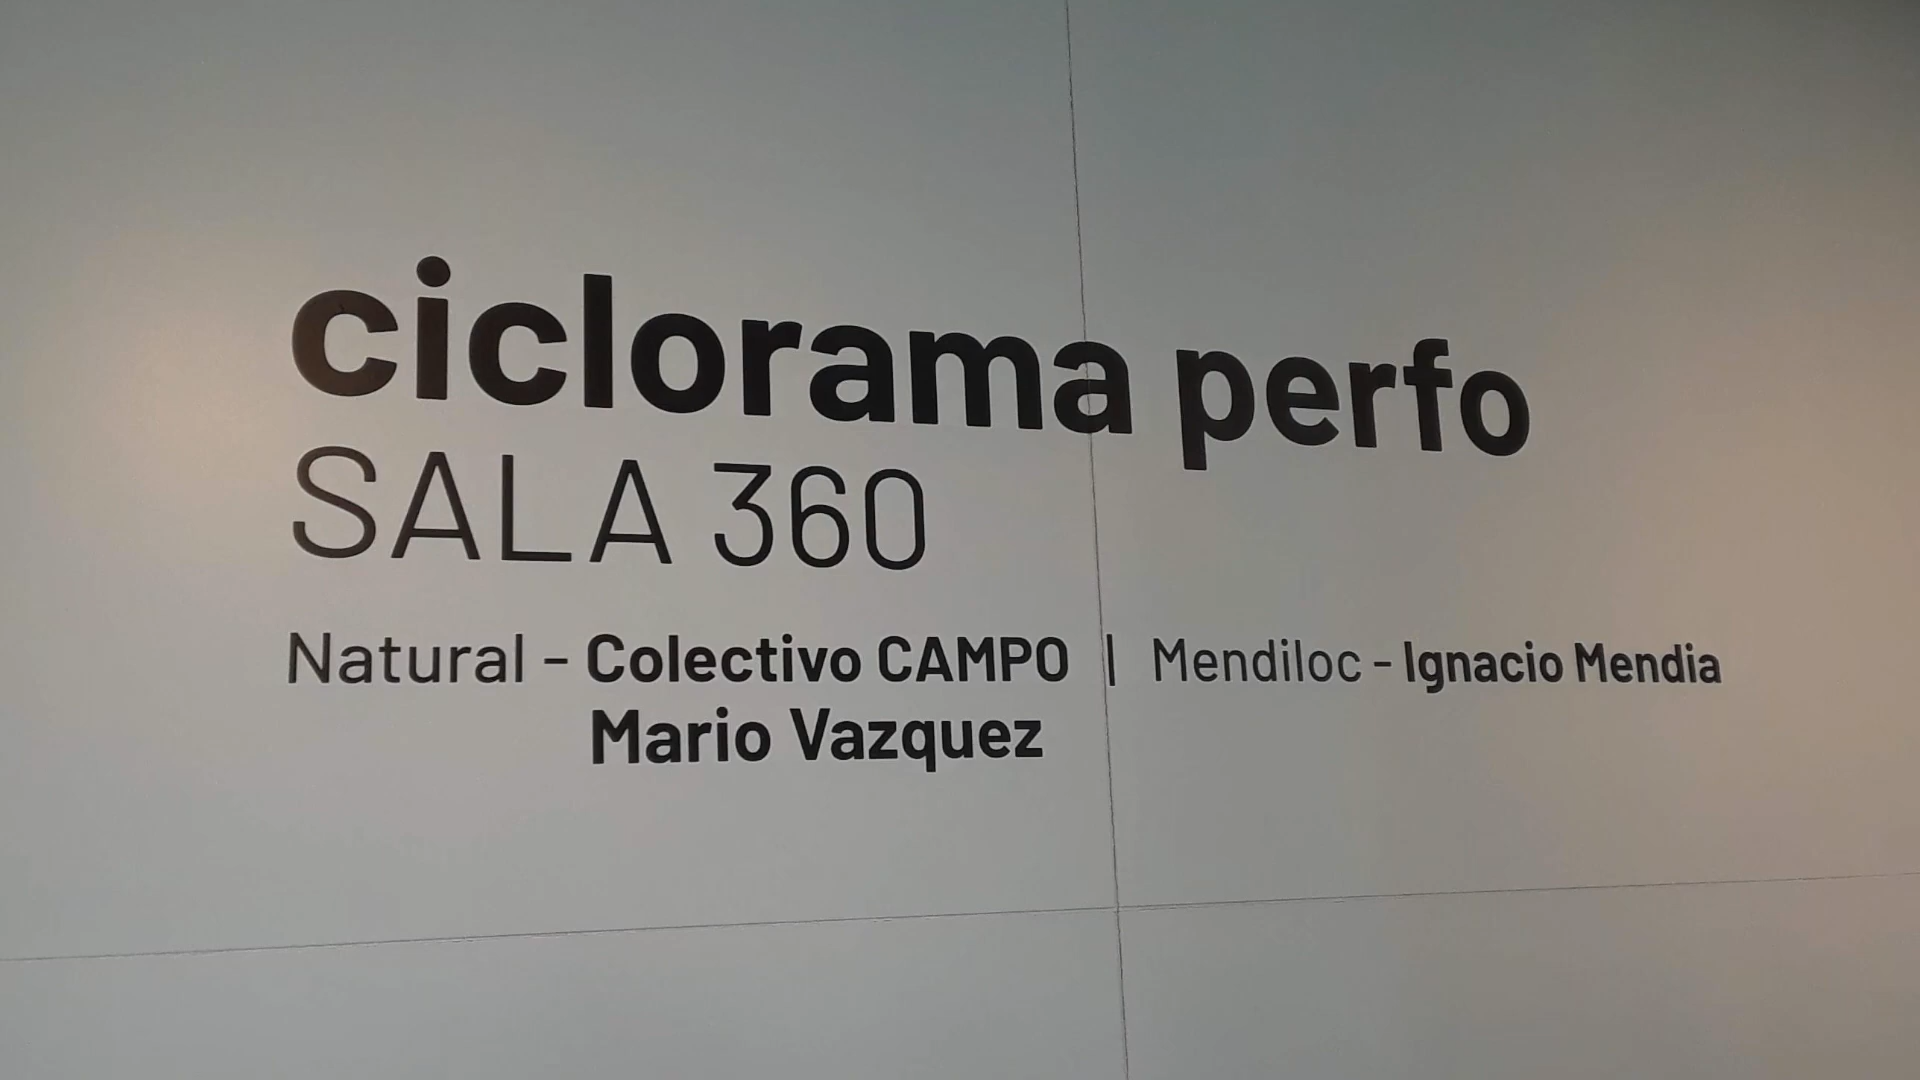 ciclorama perfo
SALA 360
Natural - Colectivo CAMPO | Mendiloc - Ignacio Mendia
Mario Vazquez